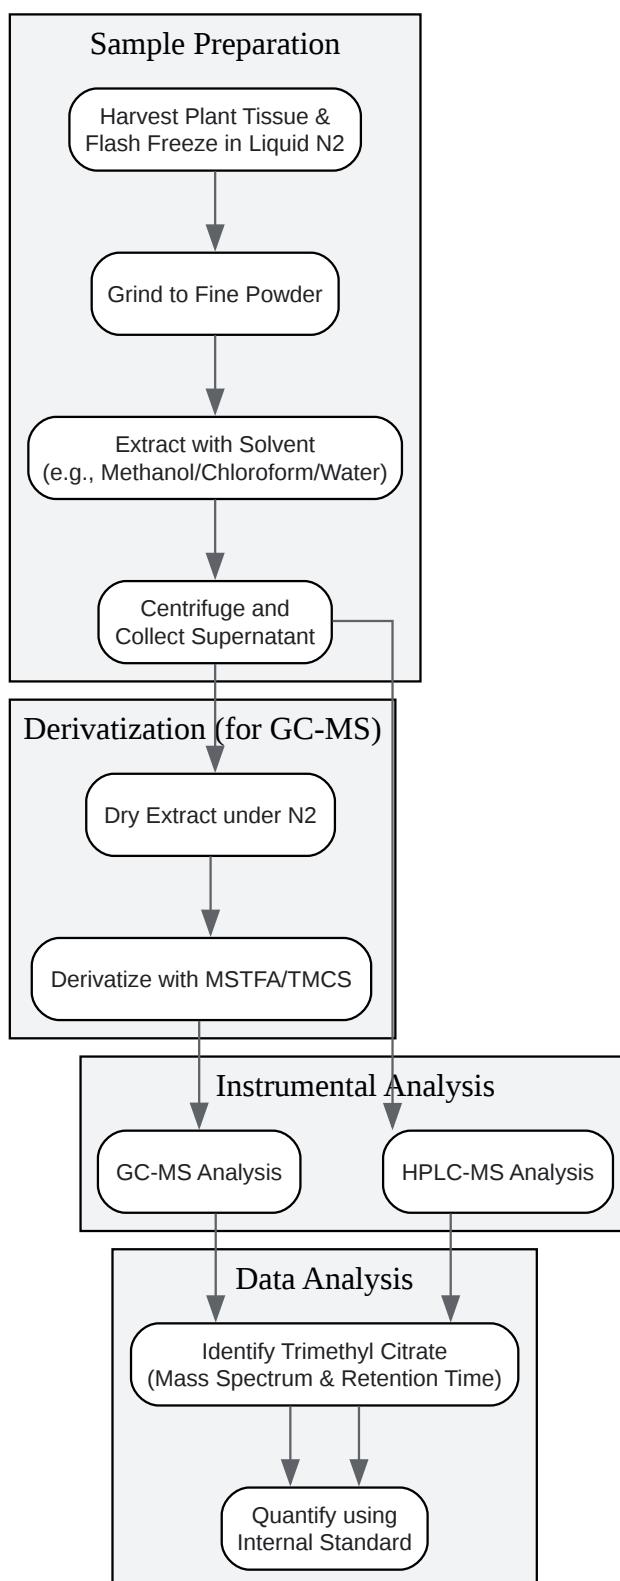 Sample Preparation
Harvest Plant Tissue &
Flash Freeze in Liquid N2
Grind to Fine Powder
Extract with Solvent
(e.g., Methanol/Chloroform/Water)
Centrifuge and
Collect Supernatant
Derivatization (for GC-MS)
Dry Extract under N2
Derivatize with MSTFA/TMCS
Instrumental Analysis
GC-MS Analysis
HPLC-MS Analysis
Data Analysis
Identify Trimethyl Citrate
(Mass Spectrum & Retention Time)
Quantify using
Internal Standard